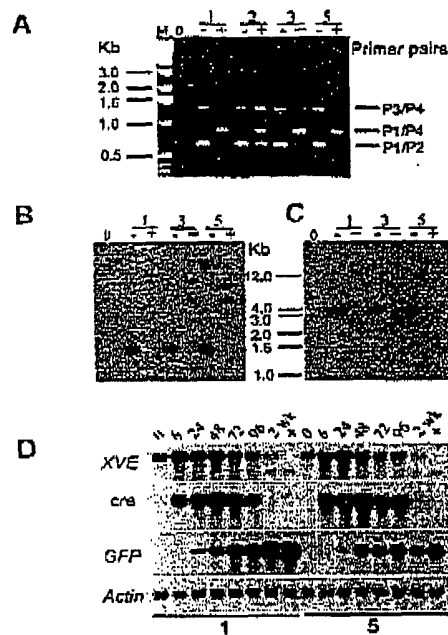 A
Kb
M 0
1 2 3 5
- + - + - + - +
Primer pairs
3.0
2.0
1.6
1.0
0.5
P3/P4
P1/P4
P1/P2
B
1 3 5
- + - + - +
C
0
1 3 5
Kb
12.0
4.0
3.0
2.0
1.6
1.0
D
XVE
cre
GFP
Actin
1 5